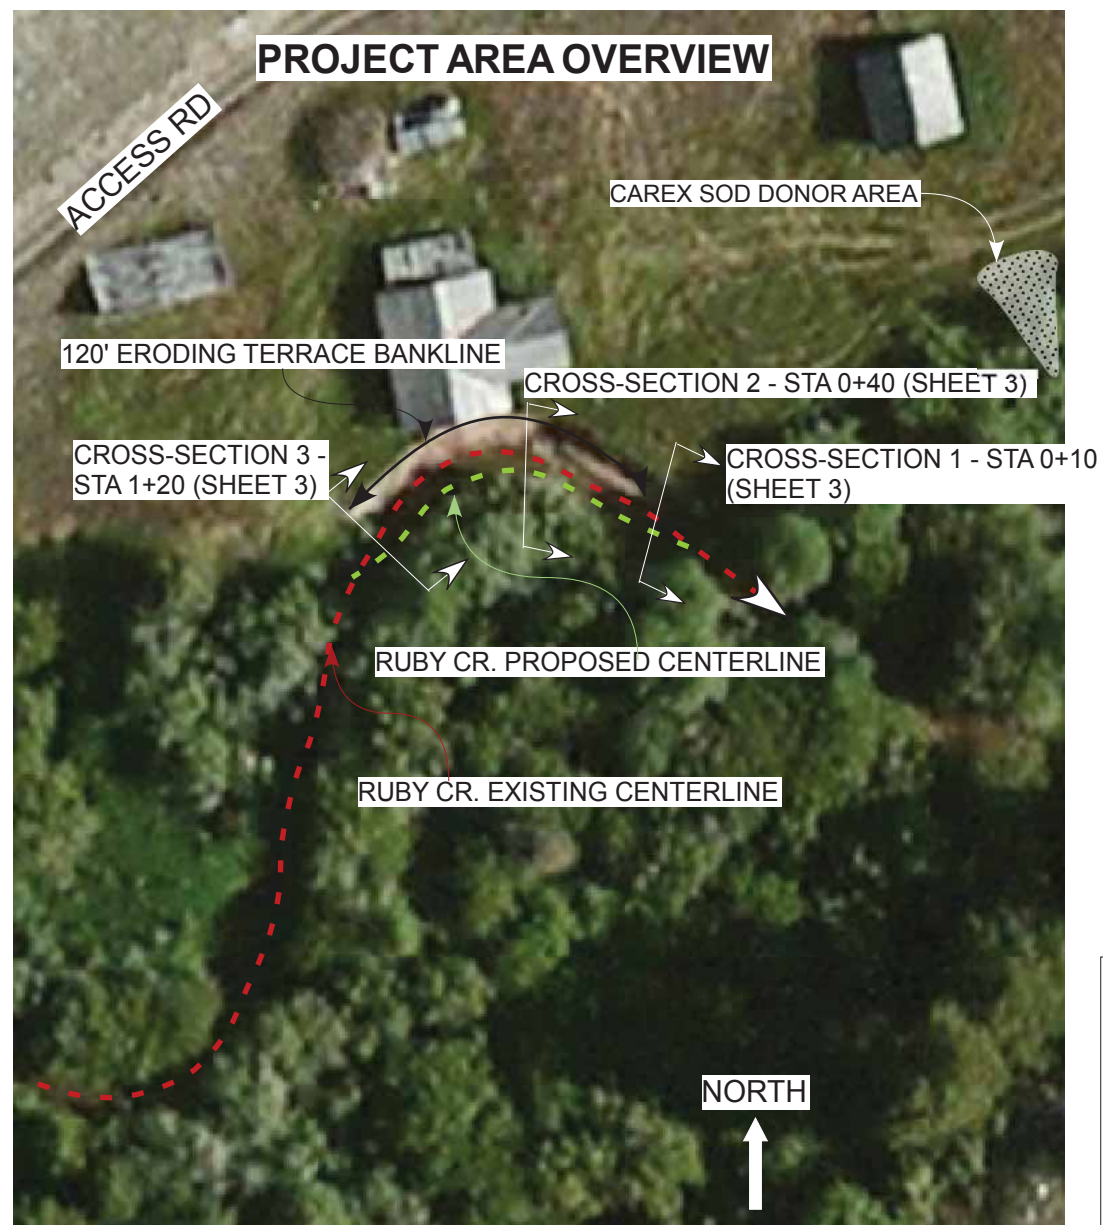 PROJECT AREA OVERVIEW
ACCESS RD
CAREX SOD DONOR AREA
120' ERODING TERRACE BANKLINE
CROSS-SECTION 2 - STA 0+40 (SHEET 3)
CROSS-SECTION 3 -
STA 1+20 (SHEET 3)
CROSS-SECTION 1 - STA 0+10
(SHEET 3)
RUBY CR. PROPOSED CENTERLINE
RUBY CR. EXISTING CENTERLINE
NORTH